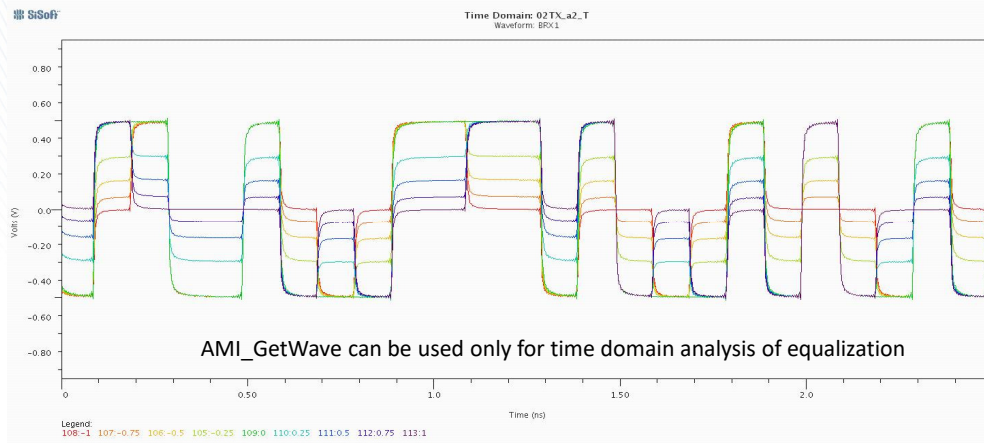 SiSoft
Time Domain: 02TX_a2_T
Waveform: BRX1
0.80
0.60
0.40
0.20
0.0
-0.20
-0.40
-0.60
-0.80
Volts (V)
AMI_GetWave can be used only for time domain analysis of equalization
0 0.50 1.0 1.50 2.0
Time (ns)
Legend:
108:-1 107:-0.75 106:-0.5 105:-0.25 109:0 110:0.25 111:0.5 112:0.75 113:1